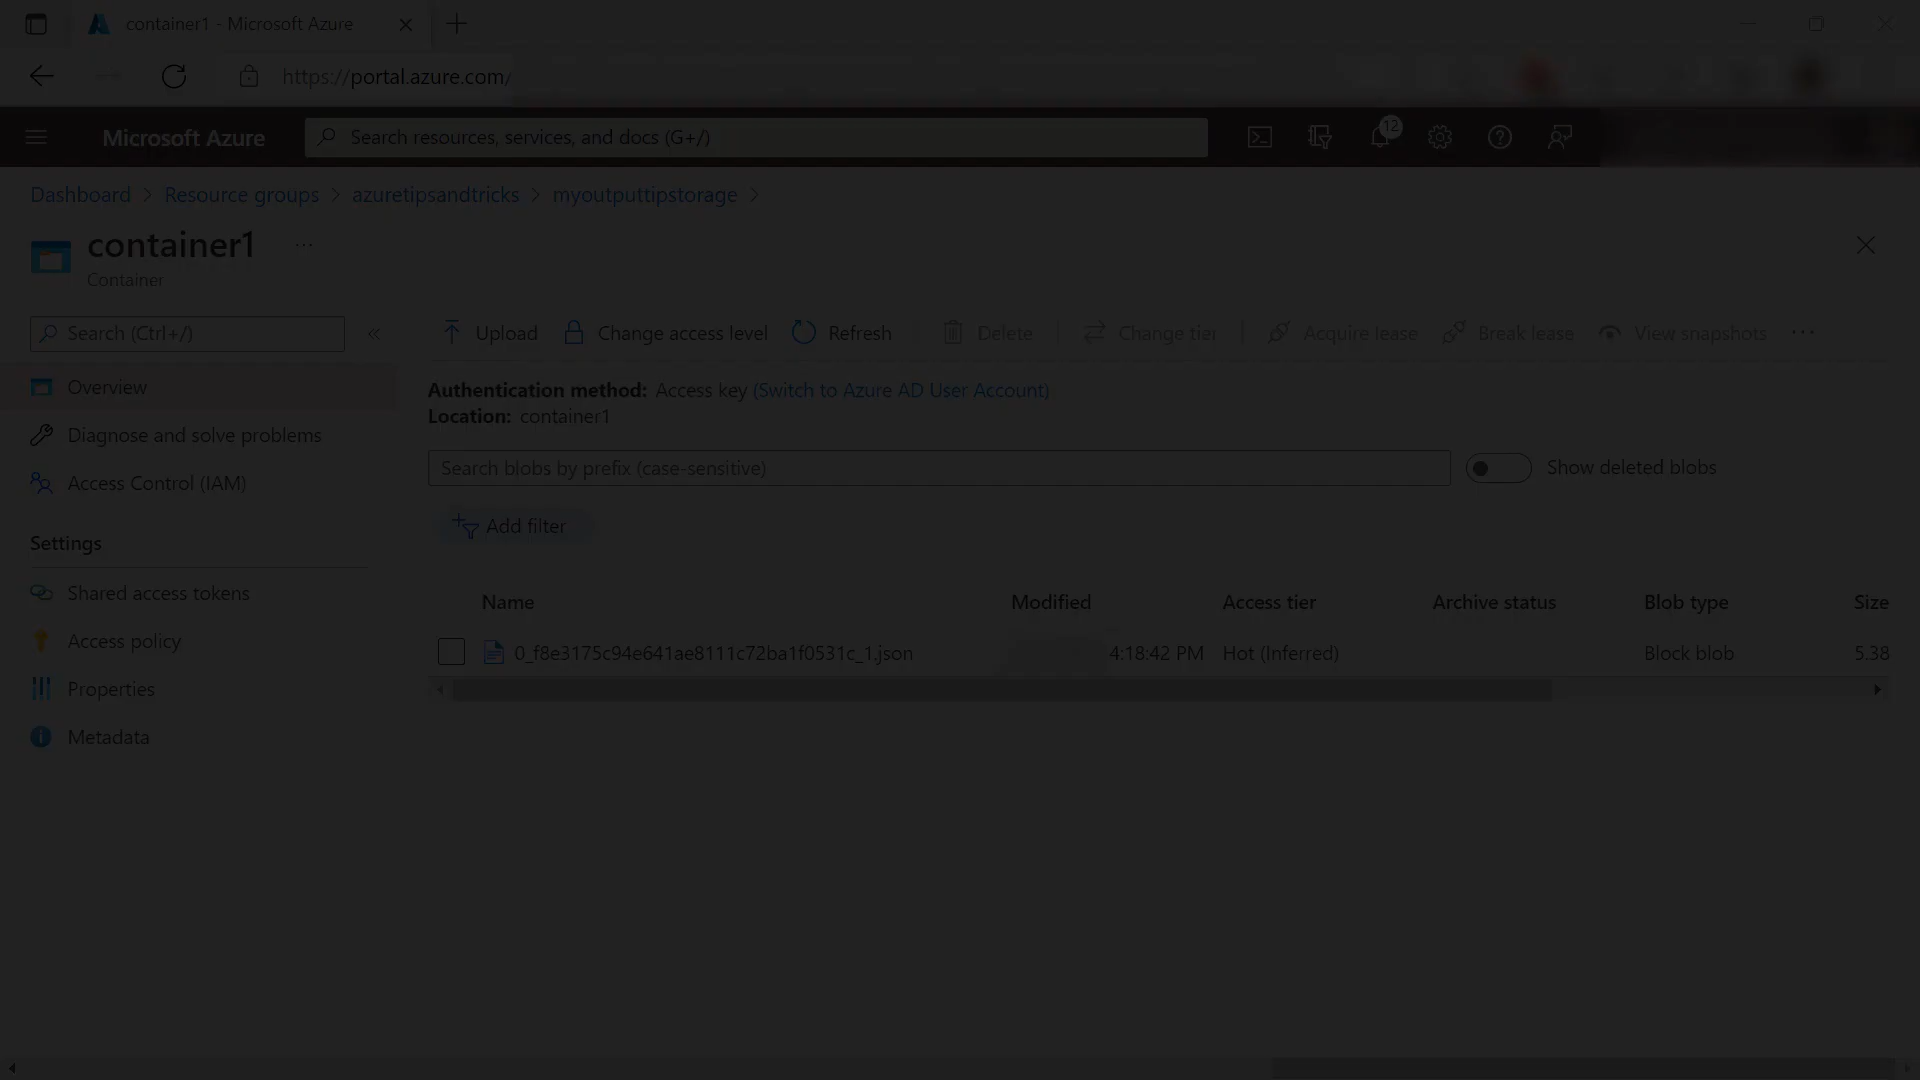 container1 - Microsoft Azure
https://portal.azure.com/
Microsoft Azure
Search resources, services, and docs (G+/)
12
Dashboard > Resource groups > azuretipsandtricks > myoutputtipstorage >
container1 ...
Container
Search (Ctrl+/)
«
Upload
Change access level
Refresh
Delete
Change tier
Acquire lease
Break lease
View snapshots
...
Overview
Diagnose and solve problems
Access Control (IAM)
Settings
Shared access tokens
Access policy
Properties
Metadata
Authentication method: Access key (Switch to Azure AD User Account)
Location: container1
Search blobs by prefix (case-sensitive)
Show deleted blobs
Add filter
Name Modified Access tier Archive status Blob type Size
0_f8e3175c94e641ae8111c72ba1f0531c_1.json 4:18:42 PM Hot (Inferred) Block blob 5.38